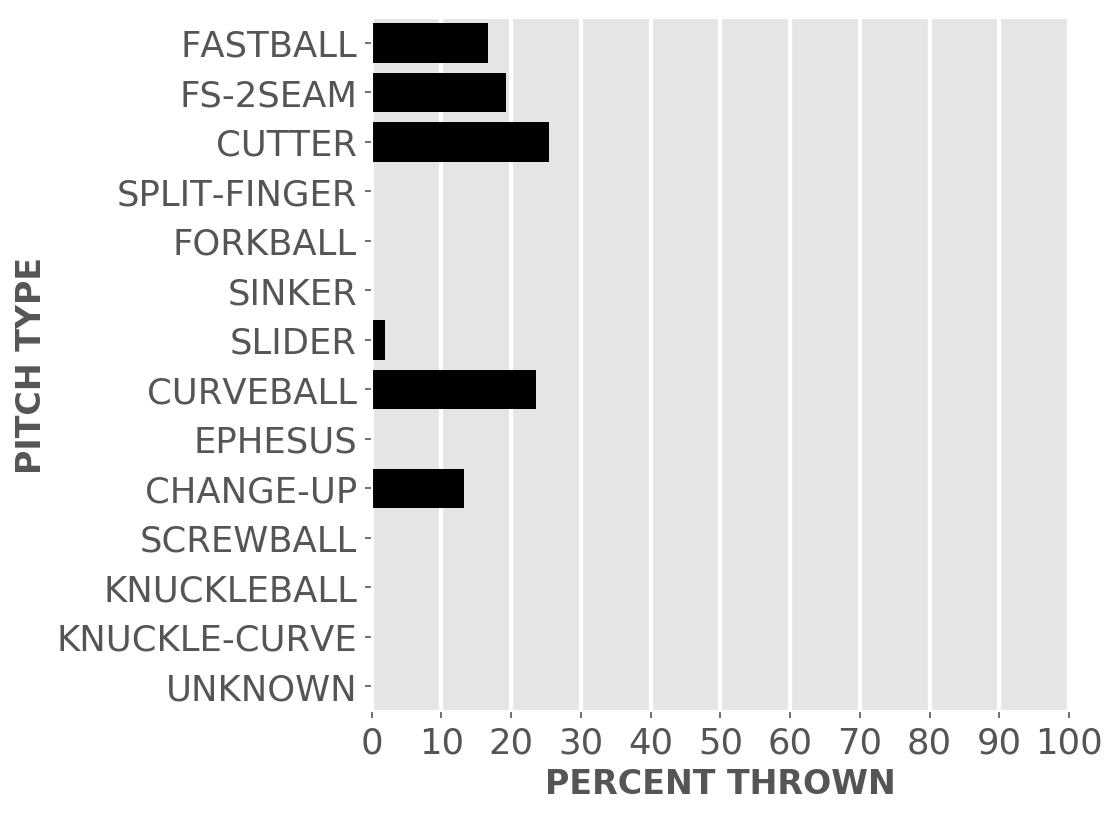 FASTBALL
FS-2SEAM
CUTTER
SPLIT-FINGER
FORKBALL
SINKER
SLIDER
CURVEBALL
EPHESUS
CHANGE-UP
SCREWBALL
KNUCKLEBALL
KNUCKLE-CURVE
UNKNOWN
PITCH TYPE
0 10 20 30 40 50 60 70 80 90 100
PERCENT THROWN